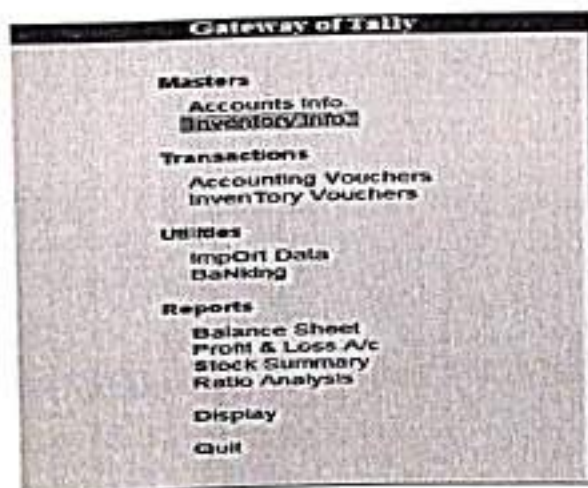 Gateway of Tally
Masters
Accounts Info.
Inventory Info.
Transactions
Accounting Vouchers
InvenTory Vouchers
Utilities
ImpOrt Data
BaNking
Reports
Balance Sheet
Profit & Loss A/c
Stock Summary
Ratio Analysis
Display
Quit